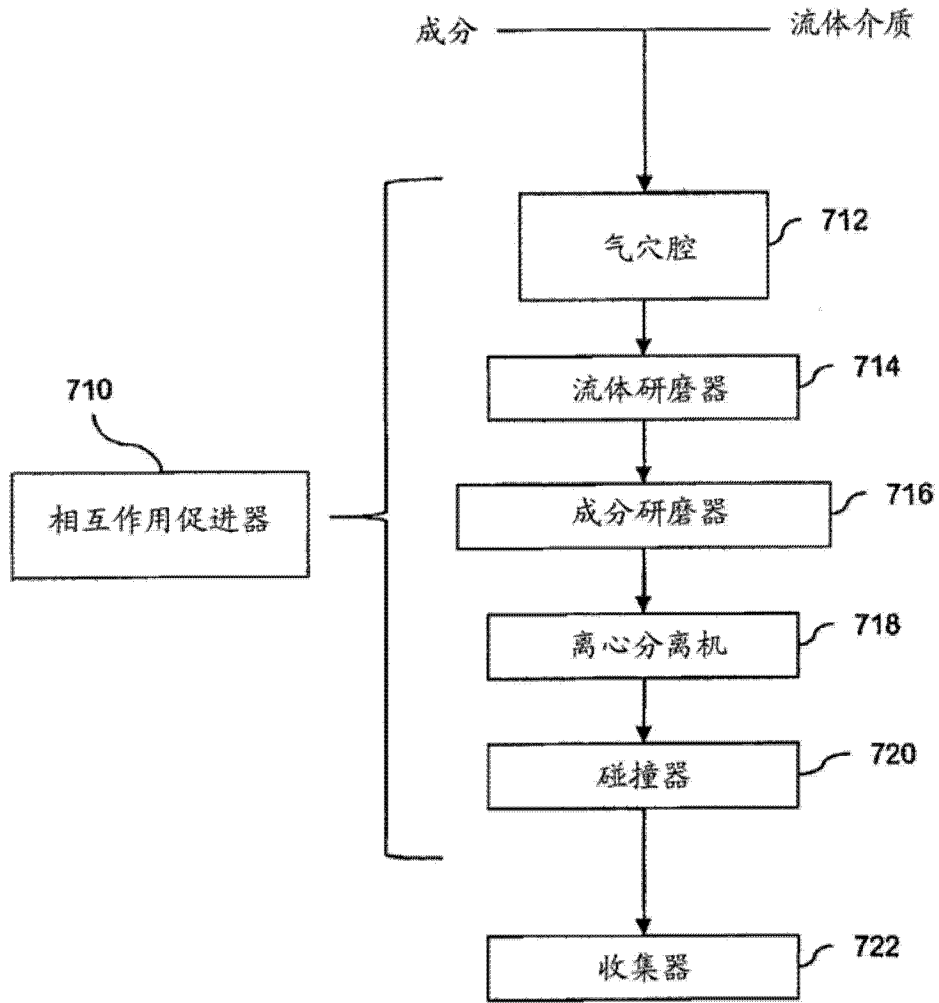 成分
流体介质
712
气穴腔
714
流体研磨器
710
716
相互作用促进器
成分研磨器
718
离心分离机
720
碰撞器
722
收集器